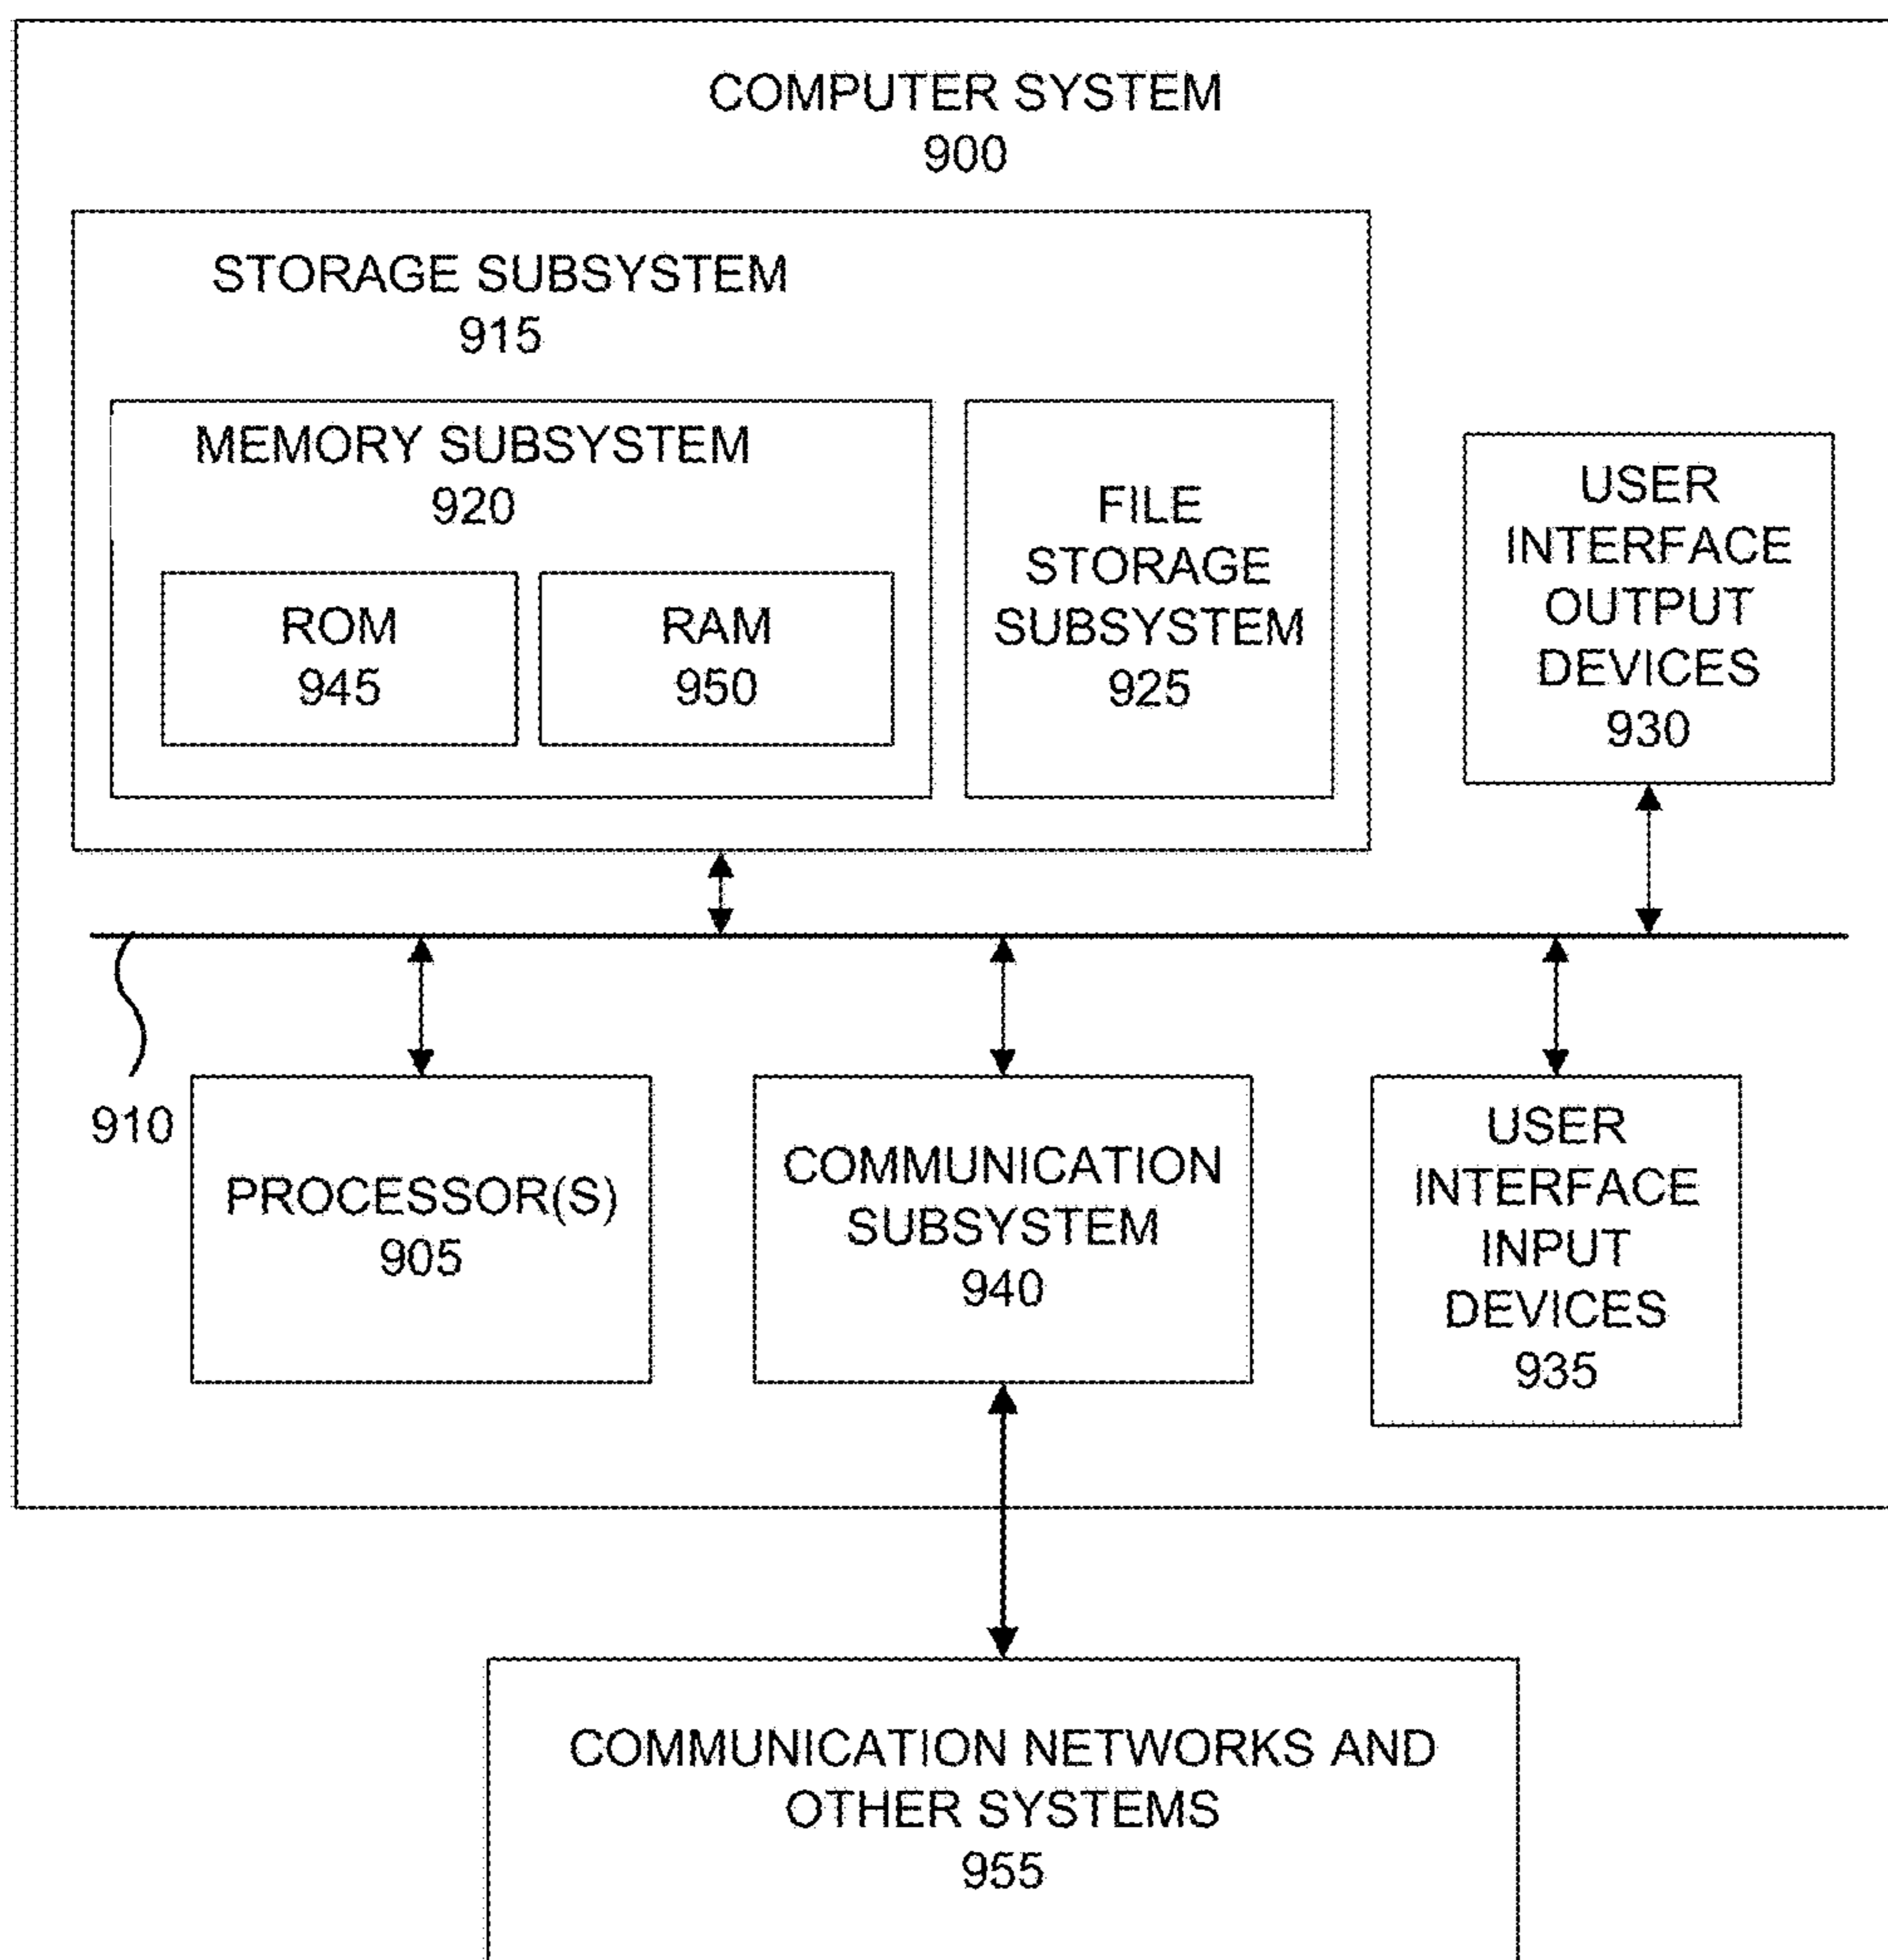 COMPUTER SYSTEM
900
STORAGE SUBSYSTEM
915
MEMORY SUBSYSTEM
920
ROM
945
RAM
950
FILE
STORAGE
SUBSYSTEM
925
USER
INTERFACE
OUTPUT
DEVICES
930
910
PROCESSOR(S)
905
COMMUNICATION
SUBSYSTEM
940
USER
INTERFACE
INPUT
DEVICES
935
COMMUNICATION NETWORKS AND
OTHER SYSTEMS
955